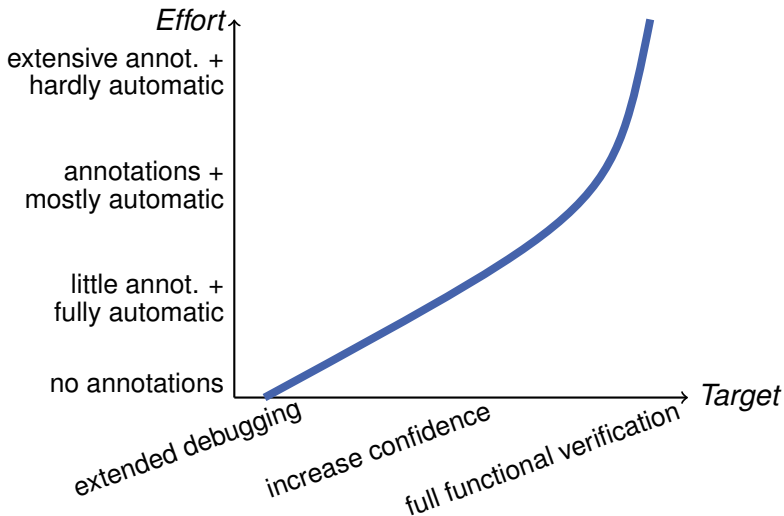 Effort
extensive annot. +
hardly automatic
annotations +
mostly automatic
little annot. +
fully automatic
no annotations
Target
extended debugging
increase confidence
full functional verification